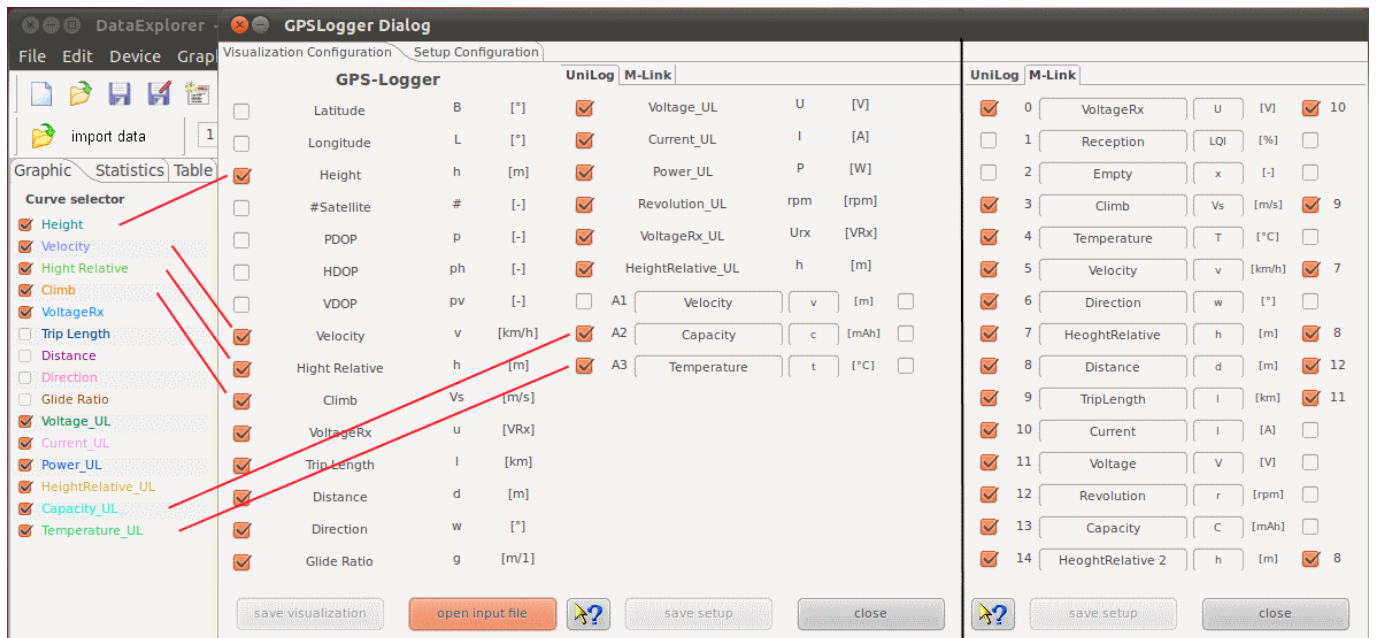 DataExplorer -
GPSLogger Dialog
File Edit Device Grap
import data
1
Graphic Statistics Table
Curve selector
Height
Velocity
Hight Relative
Climb
VoltageRx
Trip Length
Distance
Direction
Glide Ratio
Voltage_UL
Current_UL
Power_UL
HeightRelative_UL
Capacity_UL
Temperature_UL
Visualization Configuration Setup Configuration
GPS-Logger
Latitude B [°]
Longitude L [°]
Height h [m]
#Satellite # [-]
PDOP p [-]
HDOP ph [-]
VDOP pv [-]
Velocity v [km/h]
Hight Relative h [m]
Climb Vs [m/s]
VoltageRx u [VRx]
Trip Length l [km]
Distance d [m]
Direction w [°]
Glide Ratio g [m/1]
save visualization open input file
UniLog M-Link
Voltage_UL U [V]
Current_UL I [A]
Power_UL P [W]
Revolution_UL rpm [rpm]
VoltageRx_UL Urx [VRx]
HeightRelative_UL h [m]
A1 Velocity v [m]
A2 Capacity c [mAh]
A3 Temperature t [°C]
? save setup close
UniLog M-Link
0 VoltageRx U [V] 10
1 Reception LQI [%]
2 Empty x [-]
3 Climb Vs [m/s] 9
4 Temperature T [°C]
5 Velocity v [km/h] 7
6 Direction w [°]
7 HeoghtRelative h [m] 8
8 Distance d [m] 12
9 TripLength l [km] 11
10 Current I [A]
11 Voltage V [V]
12 Revolution r [rpm]
13 Capacity C [mAh]
14 HeoghtRelative 2 h [m] 8
? save setup close